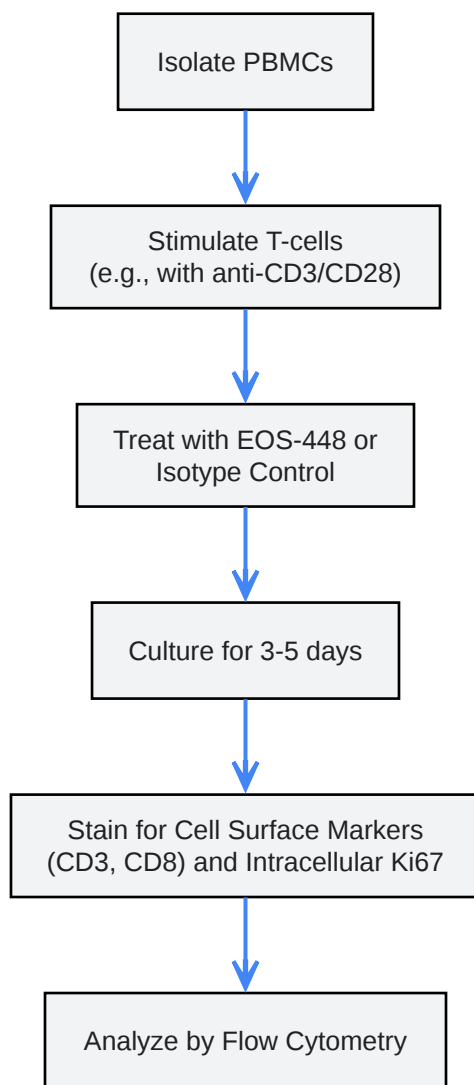 Isolate PBMCs
Stimulate T-cells
(e.g., with anti-CD3/CD28)
Treat with EOS-448 or
Isotype Control
Culture for 3-5 days
Stain for Cell Surface Markers
(CD3, CD8) and Intracellular Ki67
Analyze by Flow Cytometry